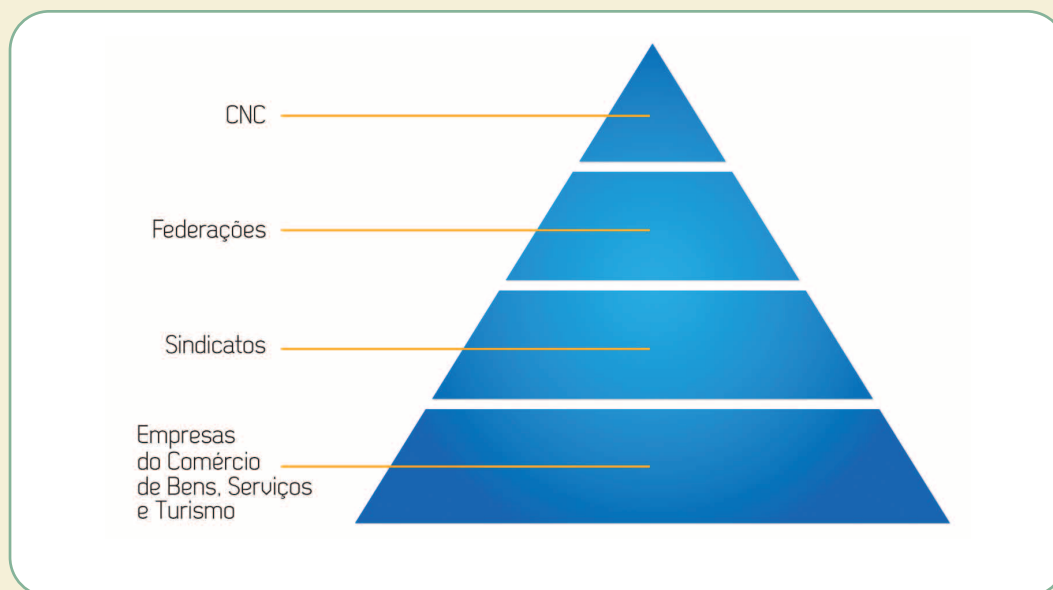 CNC
Federações
Sindicatos
Empresas
do Comércio
de Bens, Serviços
e Turismo